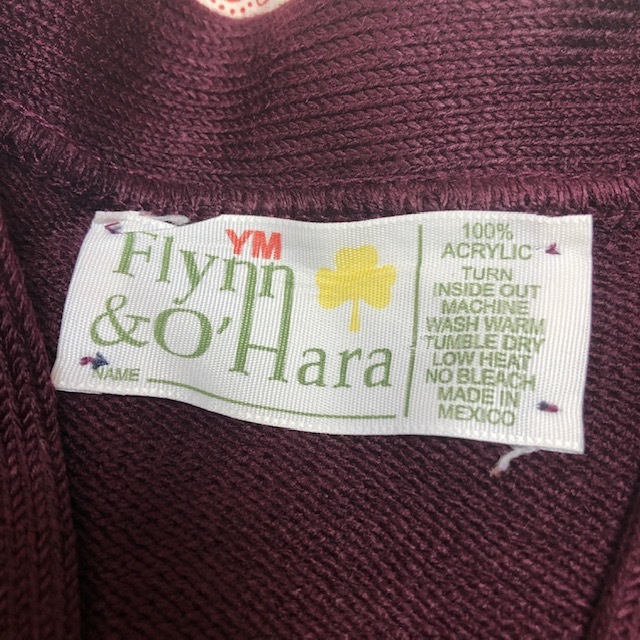 YM
Flynn
&O'Hara
NAME
100%
ACRYLIC
TURN
INSIDE OUT
MACHINE
WASH WARM
TUMBLE DRY
LOW HEAT
NO BLEACH
MADE IN
MEXICO